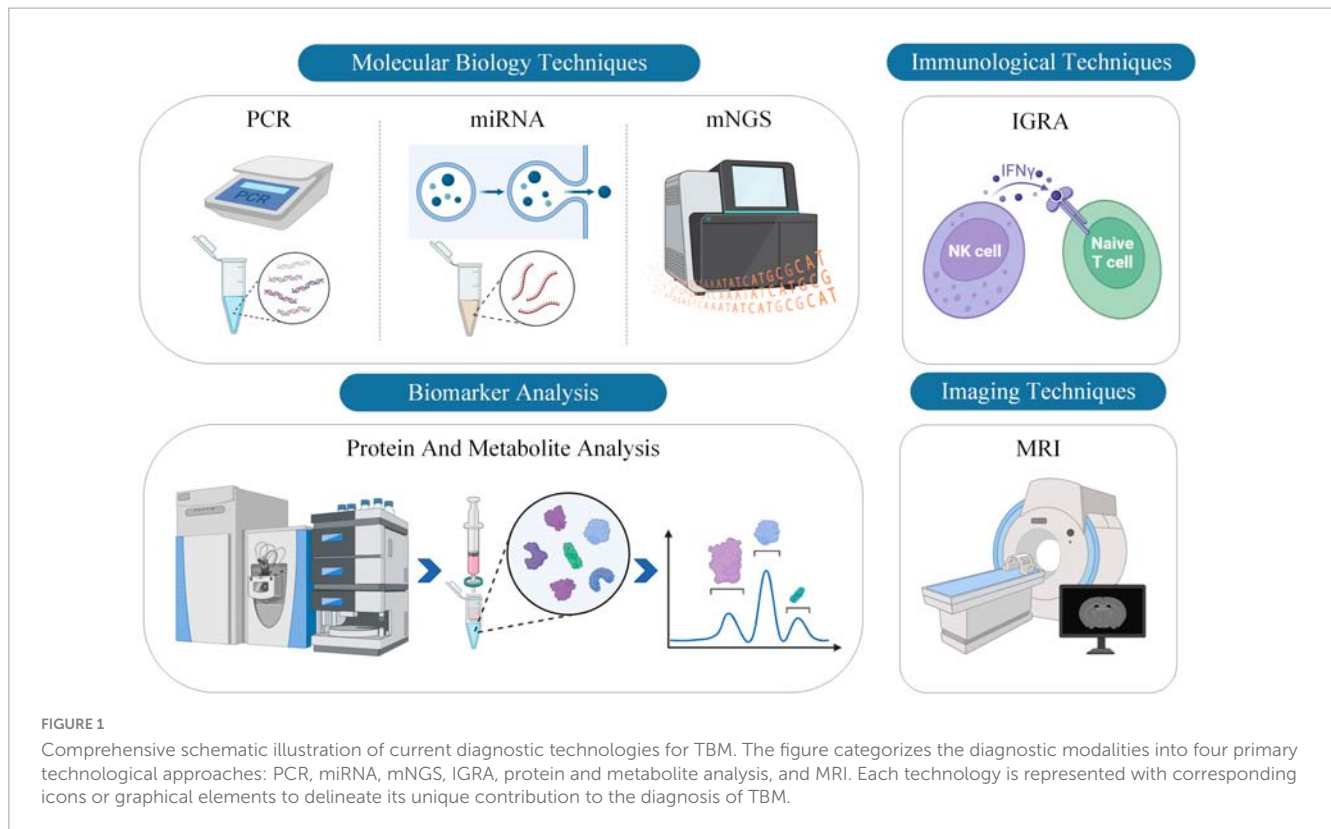 Molecular Biology Techniques
Immunological Techniques
PCR
miRNA
mNGS
IGRA
PCR
IFNγ
NK cell
Naive
T cell
CAAATATCATGCGCAT
CAAATATCATGCG
CAAATATCATGCGCAT
Biomarker Analysis
Imaging Techniques
Protein And Metabolite Analysis
MRI
FIGURE 1
Comprehensive schematic illustration of current diagnostic technologies for TBM. The figure categorizes the diagnostic modalities into four primary
technological approaches: PCR, miRNA, mNGS, IGRA, protein and metabolite analysis, and MRI. Each technology is represented with corresponding
icons or graphical elements to delineate its unique contribution to the diagnosis of TBM.